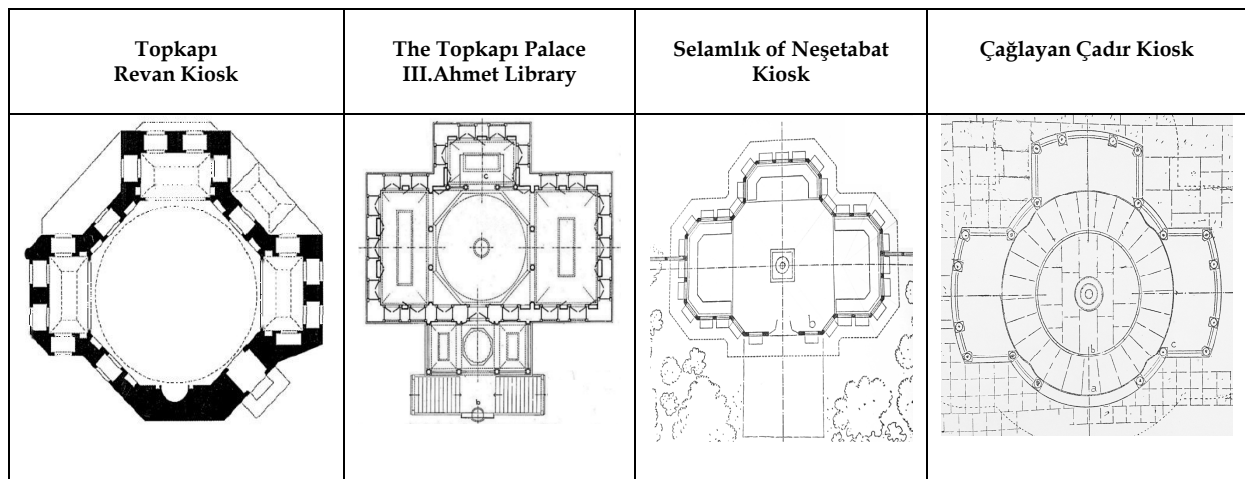 Topkapı
Revan Kiosk
The Topkapı Palace
III.Ahmet Library
Selamlık of Neşetabat
Kiosk
Çağlayan Çadır Kiosk
c
b
b
c
b
a